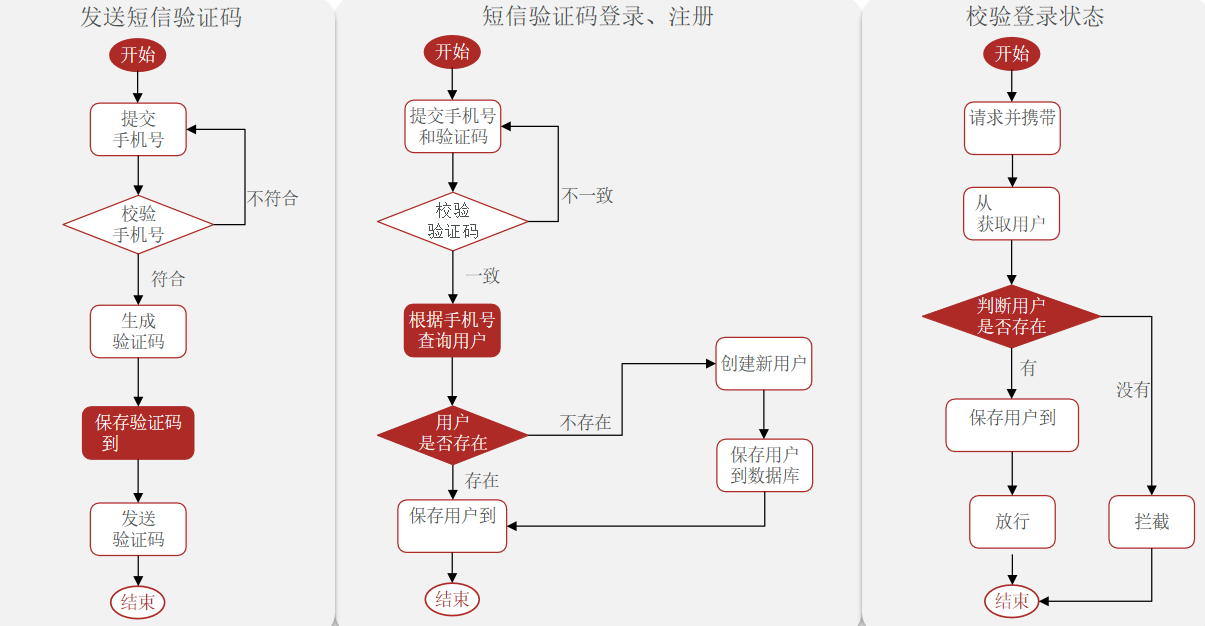 发送短信验证码
开始
提交
手机号
不符合
校验
手机号
符合
生成
验证码
保存验证码
到
发送
验证码
结束
短信验证码登录、注册
开始
提交手机号
和验证码
不一致
校验
验证码
一致
根据手机号
查询用户
用户
是否存在
不存在
创建新用户
保存用户
到数据库
存在
保存用户到
结束
校验登录状态
开始
请求并携带
从
获取用户
判断用户
是否存在
有
没有
保存用户到
放行
拦截
结束